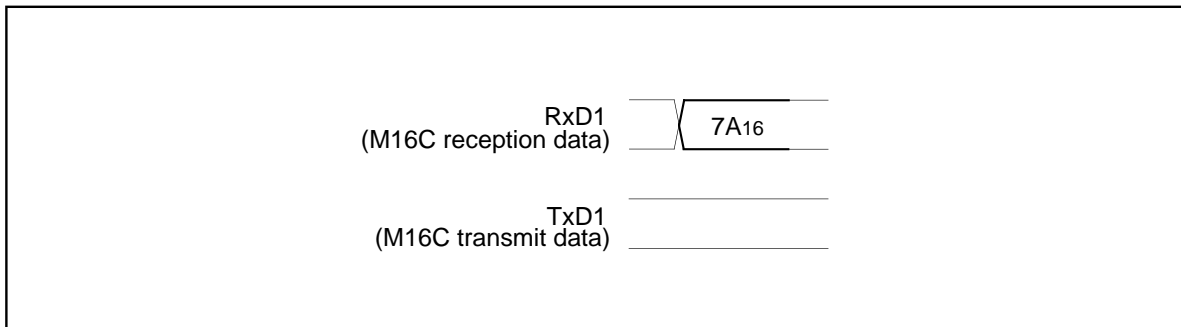 RxD1
(M16C reception data)
7A16
TxD1
(M16C transmit data)